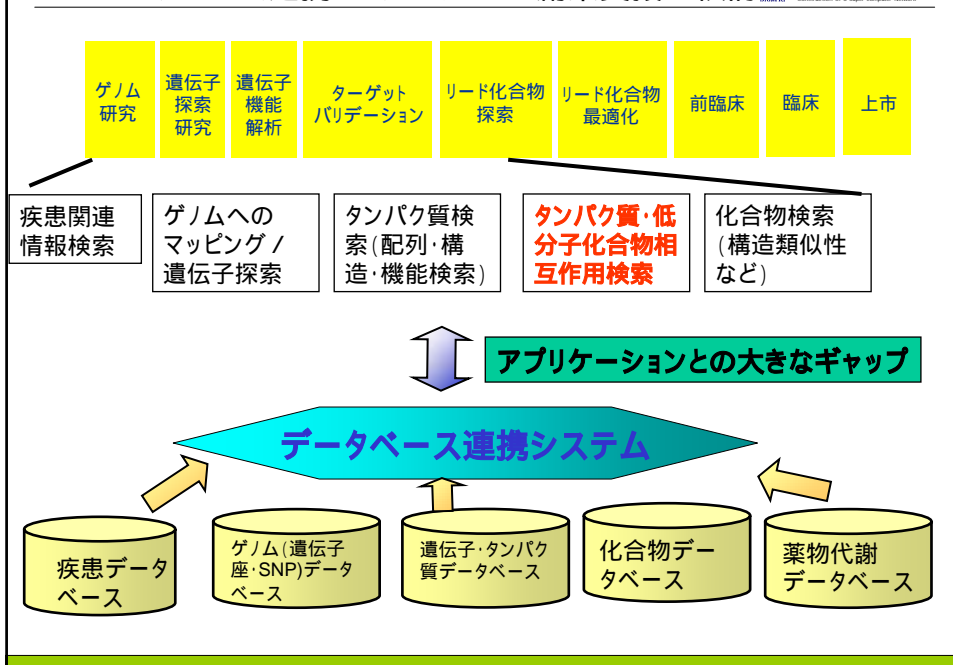 ゲノム
研究
遺伝子
探索
研究
遺伝子
機能
解析
ターゲット
バリデーション
リード化合物
探索
リード化合物
最適化
前臨床
臨床
上市
疾患関連
情報検索
ゲノムへの
マッピング/
遺伝子探索
タンパク質検
索(配列・構
造・機能検索)
タンパク質・低
分子化合物相
互作用検索
化合物検索
(構造類似性
など)
アプリケーションとの大きなギャップ
データベース連携システム
疾患データ
ベース
ゲノム(遺伝子
座・SNP)データ
ベース
遺伝子・タンパク
質データベース
化合物デー
タベース
薬物代謝
データベース